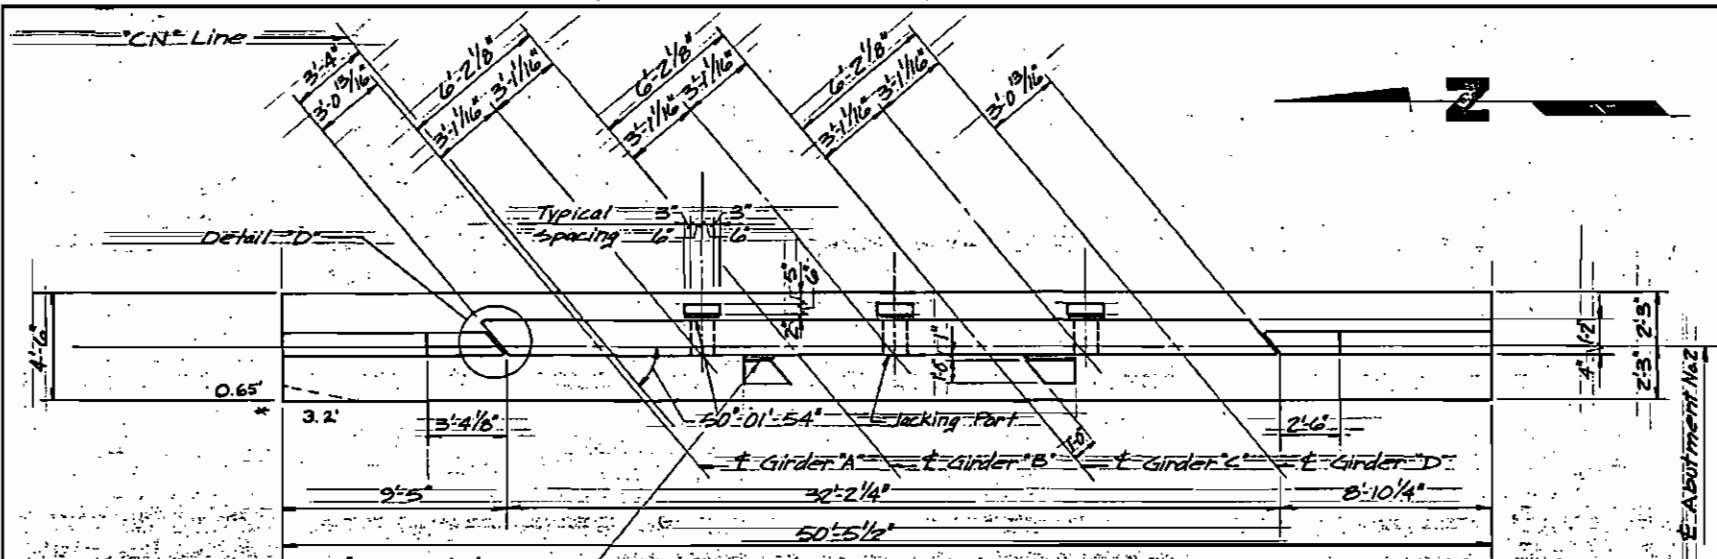 "CN" Line
3'-4"
3'-0 13/16"
6'-2 1/8"
3'-1 1/16" 3'-1 1/16"
6'-2 1/8"
3'-1 1/16" 3'-1 1/16"
6'-2 1/8"
3'-1 1/16" 3'-1 1/16"
3'-0 13/16"
N
Typical 3" 3"
Spacing 6" 6"
Detail "D"
5"
6"
2"
1'-0" 1"
4'-6"
0.65'
*
3.2'
3'-4 1/8"
50°-01'-54"
Jacking Port
1'-0"
2'-6"
4" 1'-2"
2'-3" 2'-3"
℄ Abutment No2
℄ Girder "A" ℄ Girder "B" ℄ Girder "C" ℄ Girder "D"
9'-5" 32'-2 1/4" 8'-10 1/4"
50'-5 1/2"